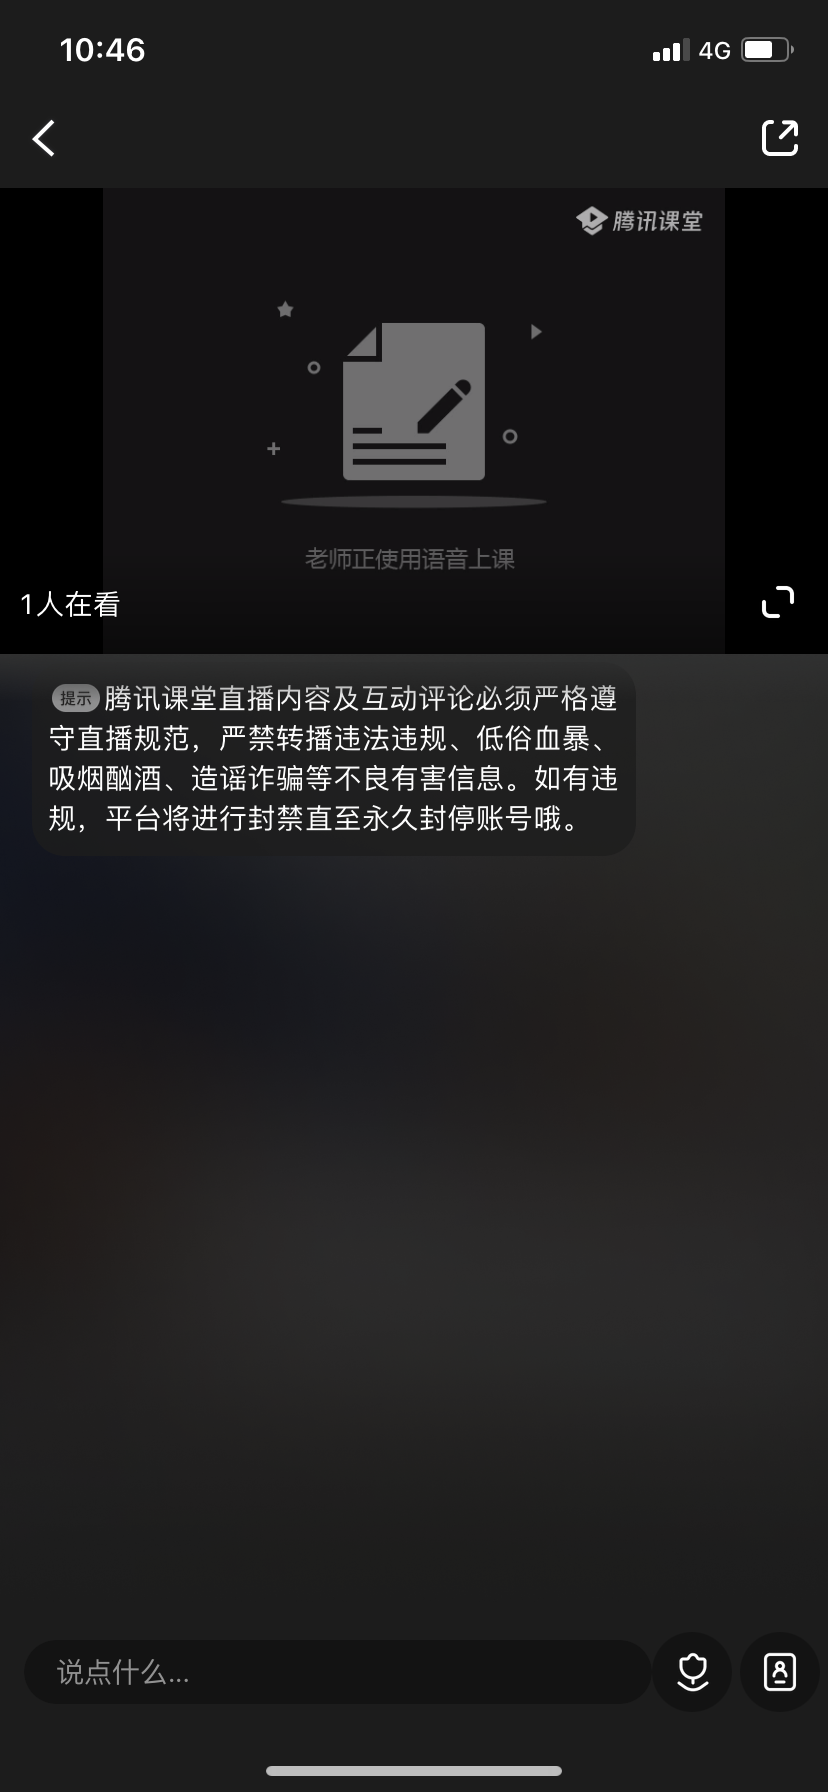 10:46
4G
腾讯课堂
老师正使用语音上课
1人在看
提示 腾讯课堂直播内容及互动评论必须严格遵
守直播规范，严禁转播违法违规、低俗血暴、
吸烟酗酒、造谣诈骗等不良有害信息。如有违
规，平台将进行封禁直至永久封停账号哦。
说点什么...